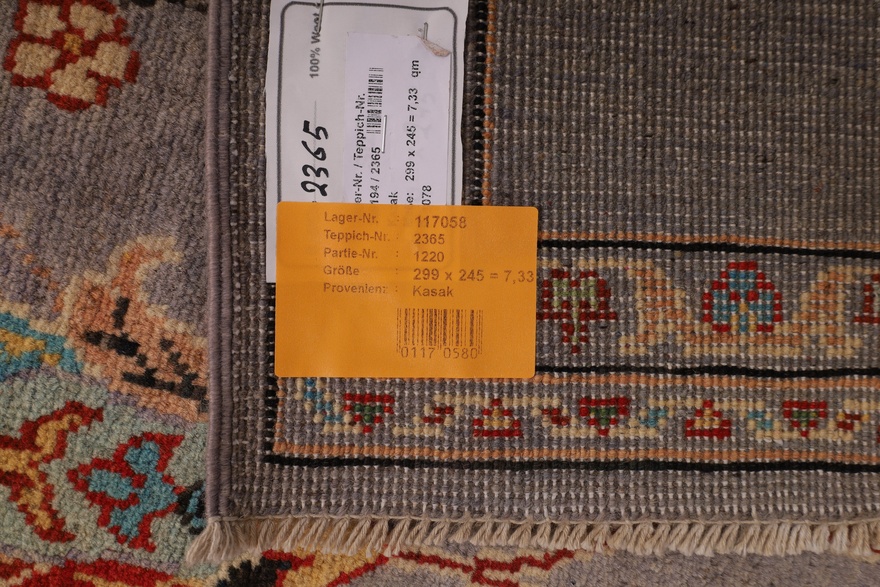 100% Wool
2365
er-Nr. / Teppich-Nr.
194 / 2365
ak
e: 299 x 245 = 7,33 qm
078
Lager-Nr. : 117058
Teppich-Nr. : 2365
Partie-Nr. : 1220
Größe : 299 x 245 = 7,33
Provenienz : Kasak
0117 0580